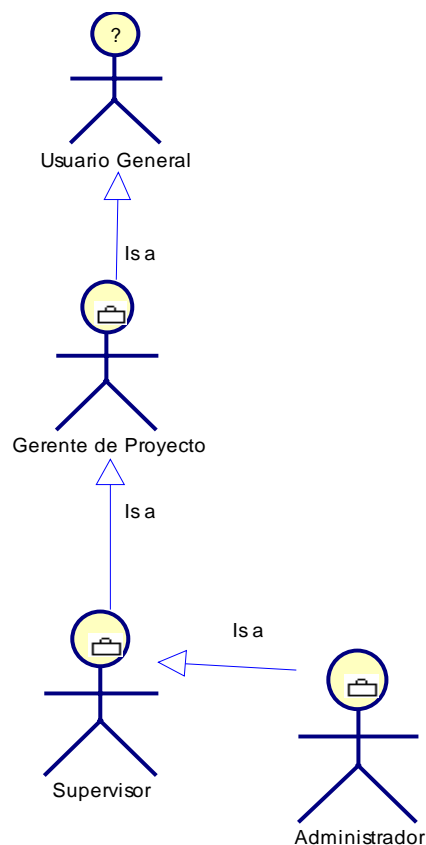 ?
Usuario General
Is a
Gerente de Proyecto
Is a
Is a
Supervisor
Administrador